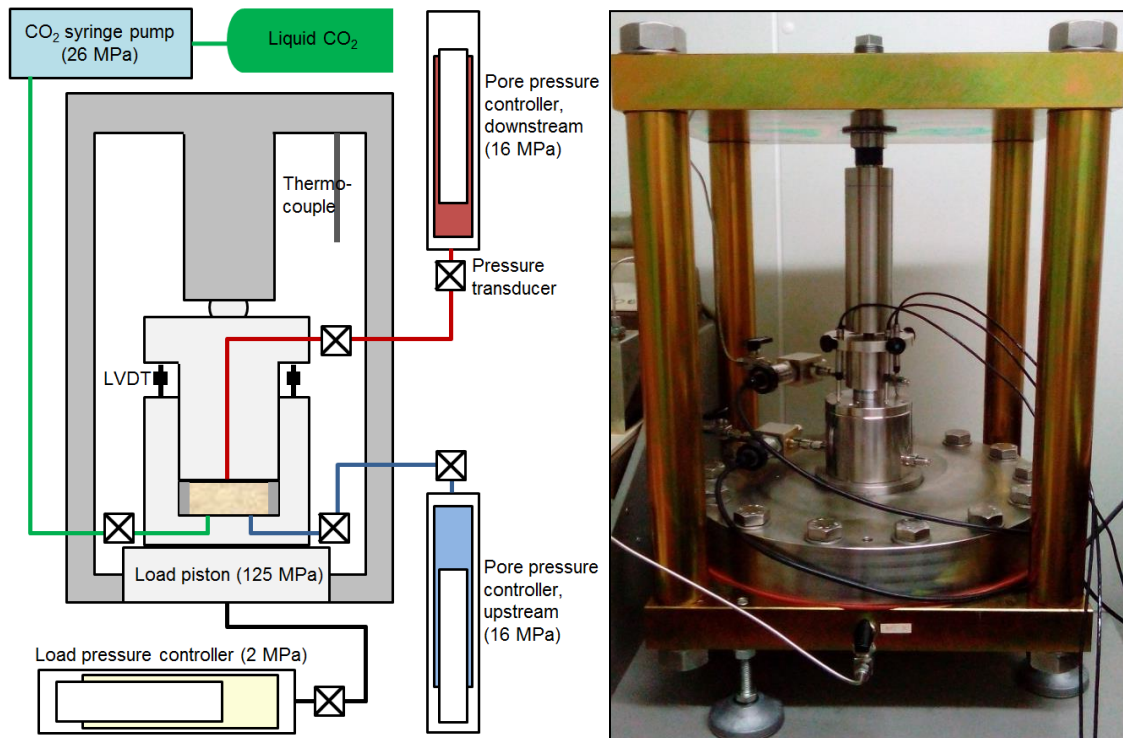 CO₂ syringe pump
(26 MPa)
Liquid CO₂
Pore pressure
controller,
downstream
(16 MPa)
Thermo-
couple
Pressure
transducer
LVDT
Load piston (125 MPa)
Pore pressure
controller,
upstream
(16 MPa)
Load pressure controller (2 MPa)